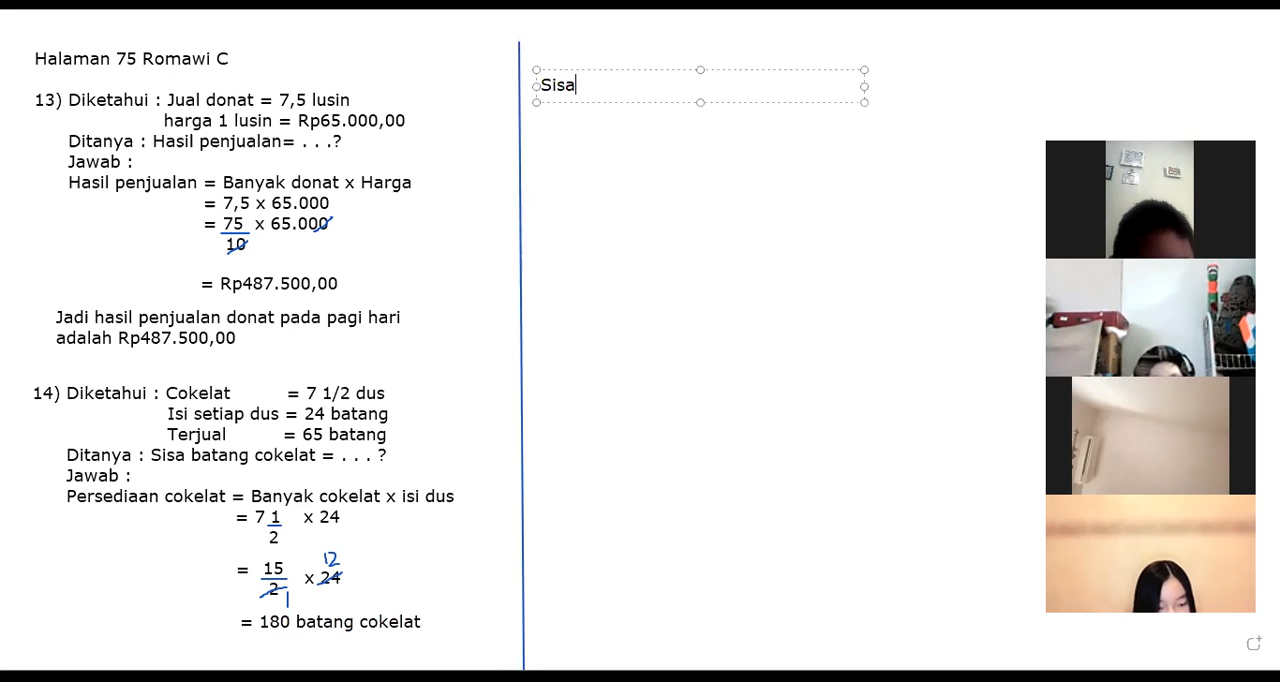 Halaman 75 Romawi C
13) Diketahui : Jual donat = 7,5 lusin
harga 1 lusin = Rp65.000,00
Ditanya : Hasil penjualan= . . .?
Jawab :
Hasil penjualan = Banyak donat x Harga
= 7,5 x 65.000
= 75 x 65.000
10
= Rp487.500,00
Jadi hasil penjualan donat pada pagi hari
adalah Rp487.500,00
14) Diketahui : Cokelat = 7 1/2 dus
Isi setiap dus = 24 batang
Terjual = 65 batang
Ditanya : Sisa batang cokelat = . . . ?
Jawab :
Persediaan cokelat = Banyak cokelat x isi dus
= 7 1 x 24
2
12
= 15 x 24
2 1
= 180 batang cokelat
Sisa